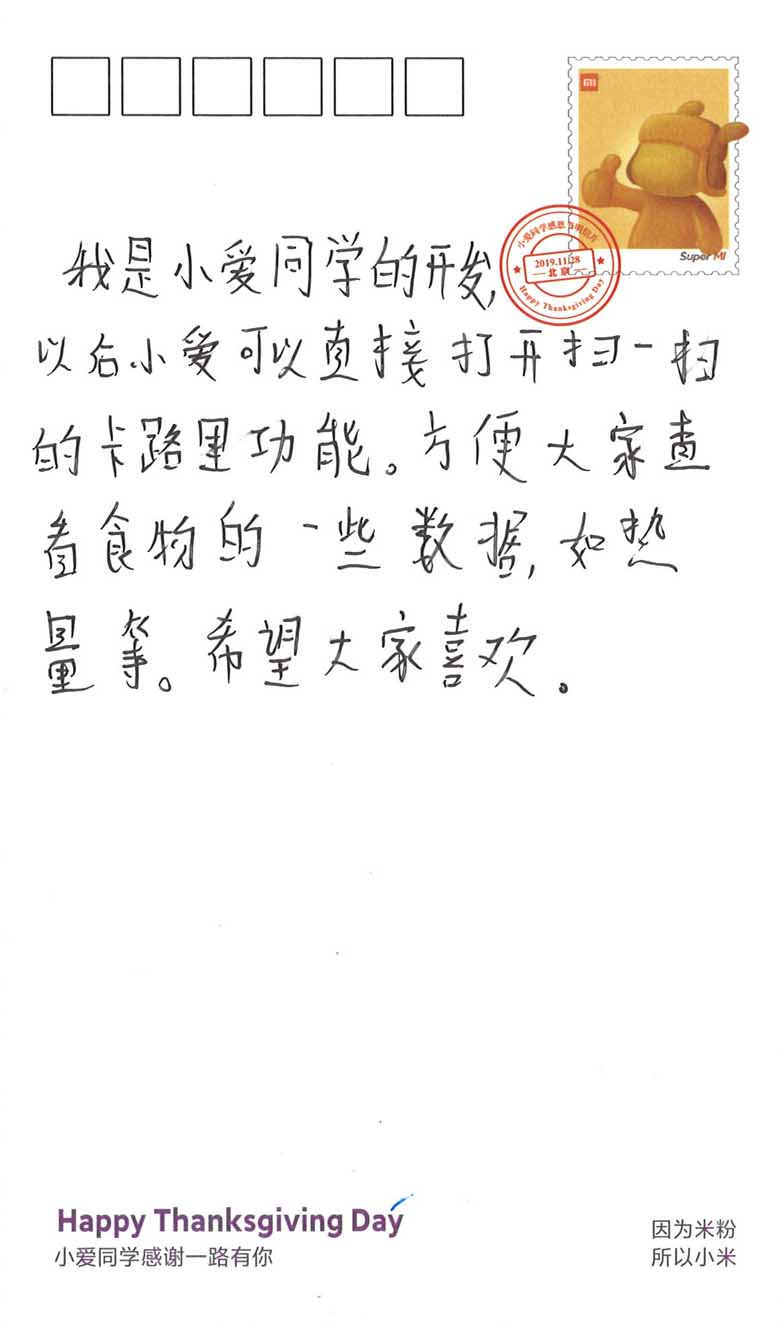 MI
Super MI
小爱同学感恩节明信片
2019.11.28
北京
Happy Thanksgiving Day
我是小爱同学的开发,
以后小爱可以直接打开扫一扫
的卡路里功能。方便大家查
看食物的一些数据,如热
量等。希望大家喜欢。
Happy Thanksgiving Day
小爱同学感谢一路有你
因为米粉
所以小米